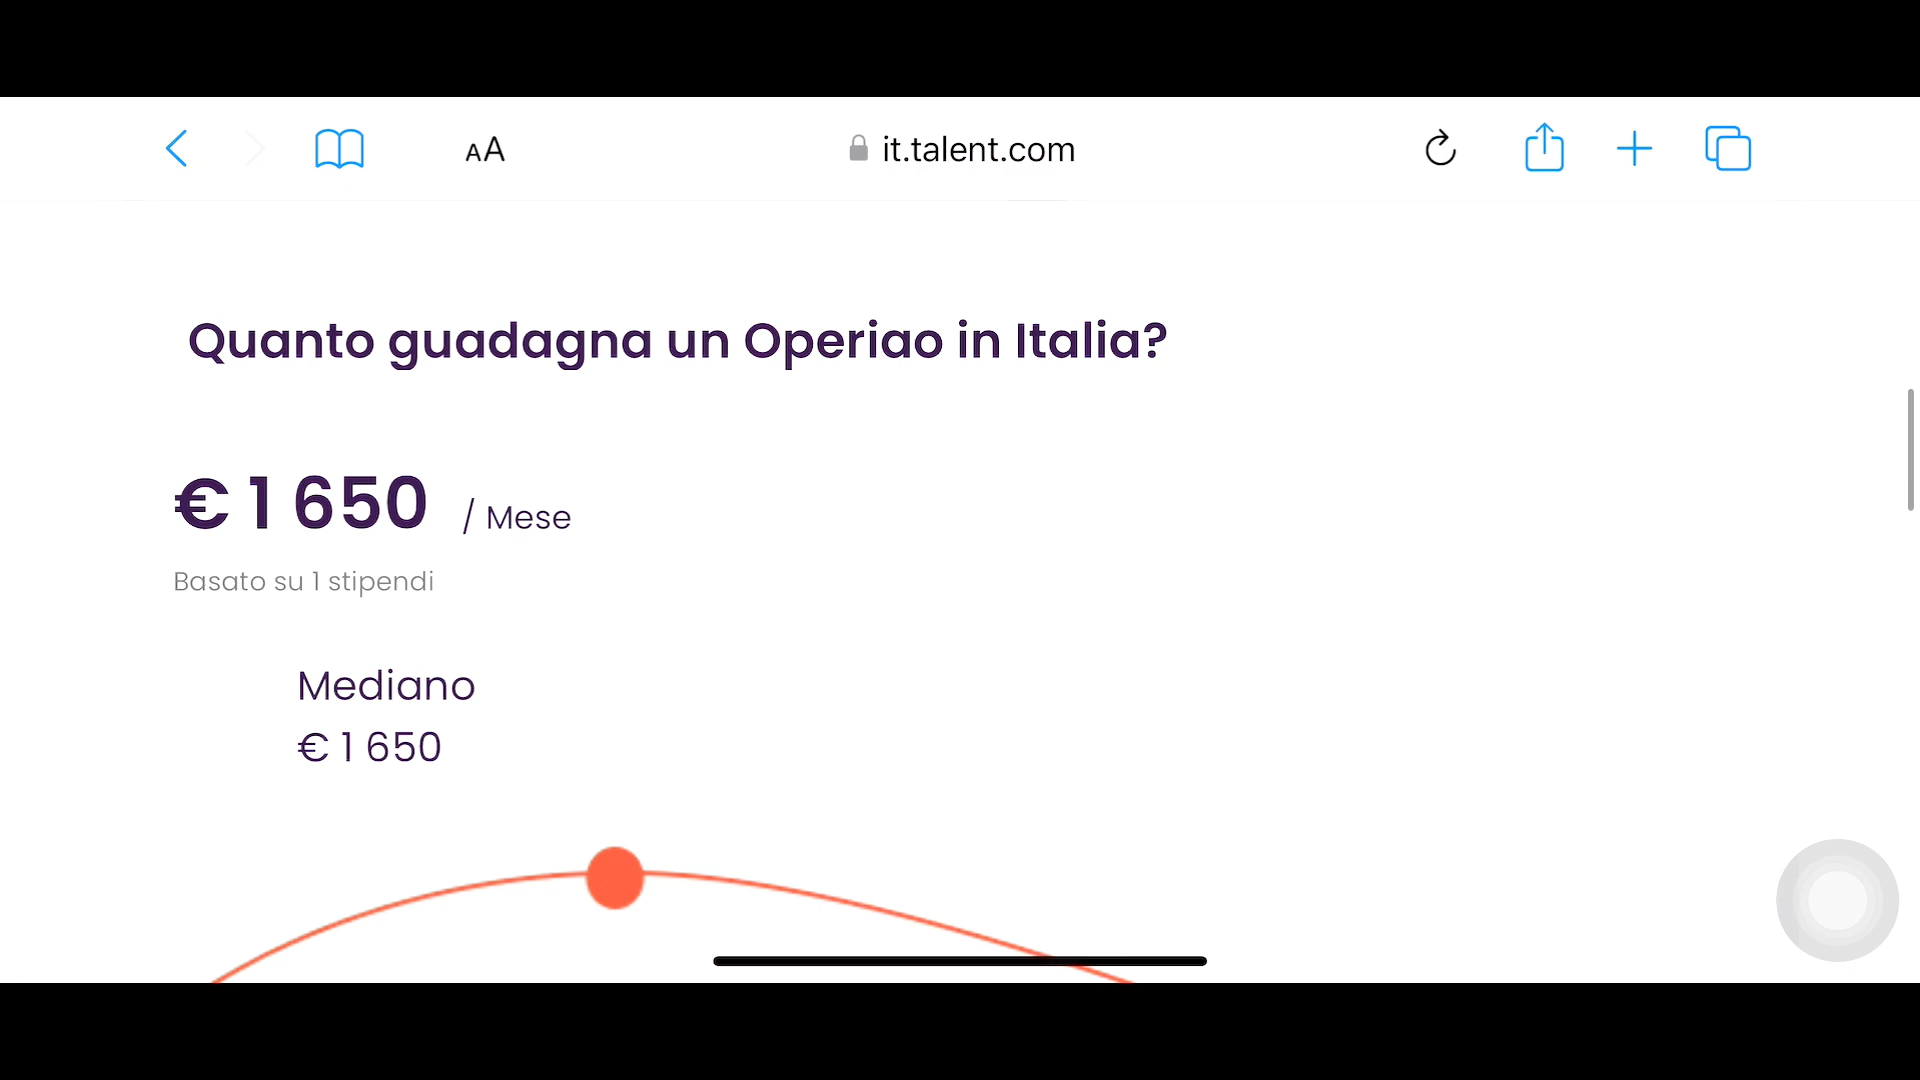 AA
it.talent.com
Quanto guadagna un Operiao in Italia?
€ 1 650 / Mese
Basato su 1 stipendi
Mediano
€ 1 650